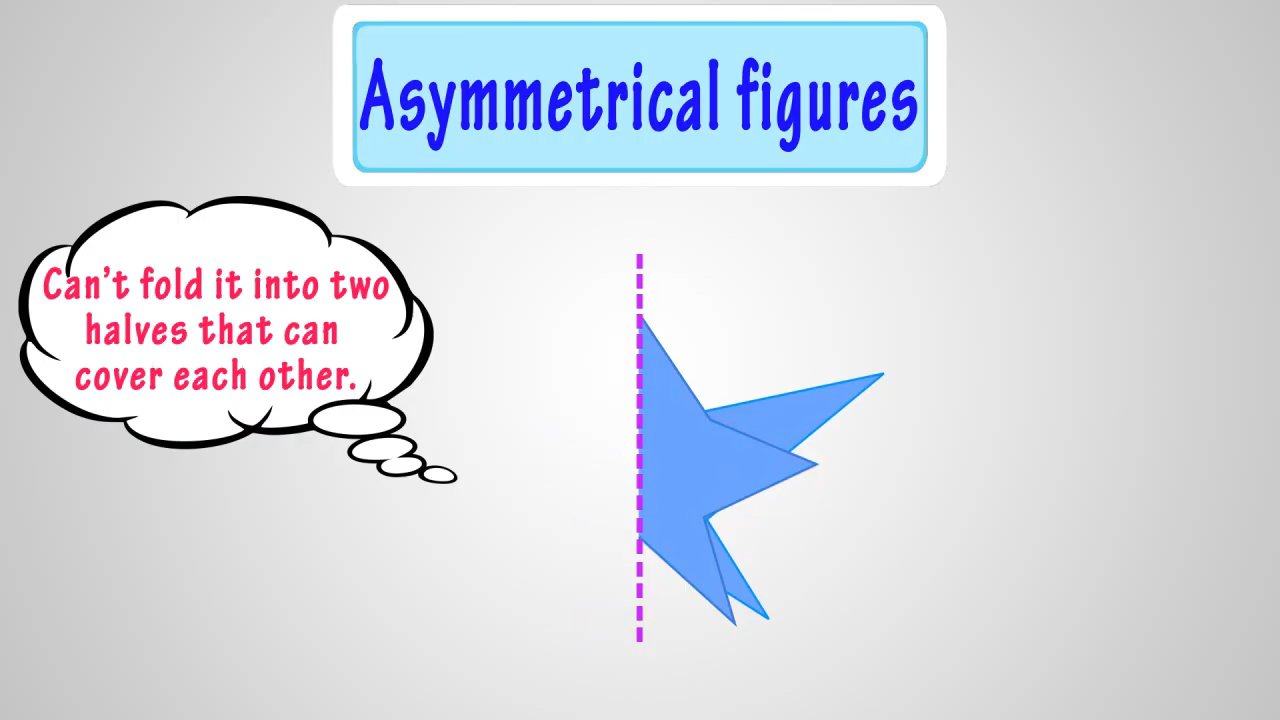 Asymmetrical figures
Can't fold it into two
halves that can
cover each other.